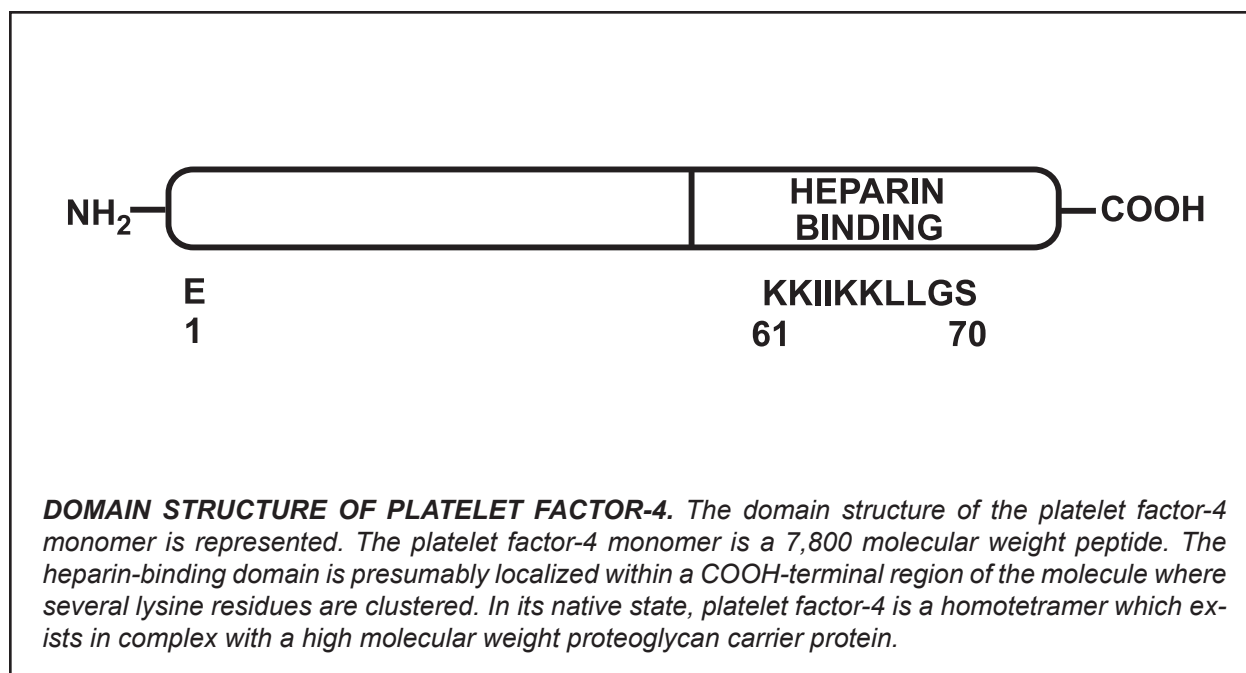 HEPARIN
BINDING
NH2
COOH
E
1
KKIIKKLLGS
61 70
DOMAIN STRUCTURE OF PLATELET FACTOR-4. The domain structure of the platelet factor-4
monomer is represented. The platelet factor-4 monomer is a 7,800 molecular weight peptide. The
heparin-binding domain is presumably localized within a COOH-terminal region of the molecule where
several lysine residues are clustered. In its native state, platelet factor-4 is a homotetramer which ex-
ists in complex with a high molecular weight proteoglycan carrier protein.